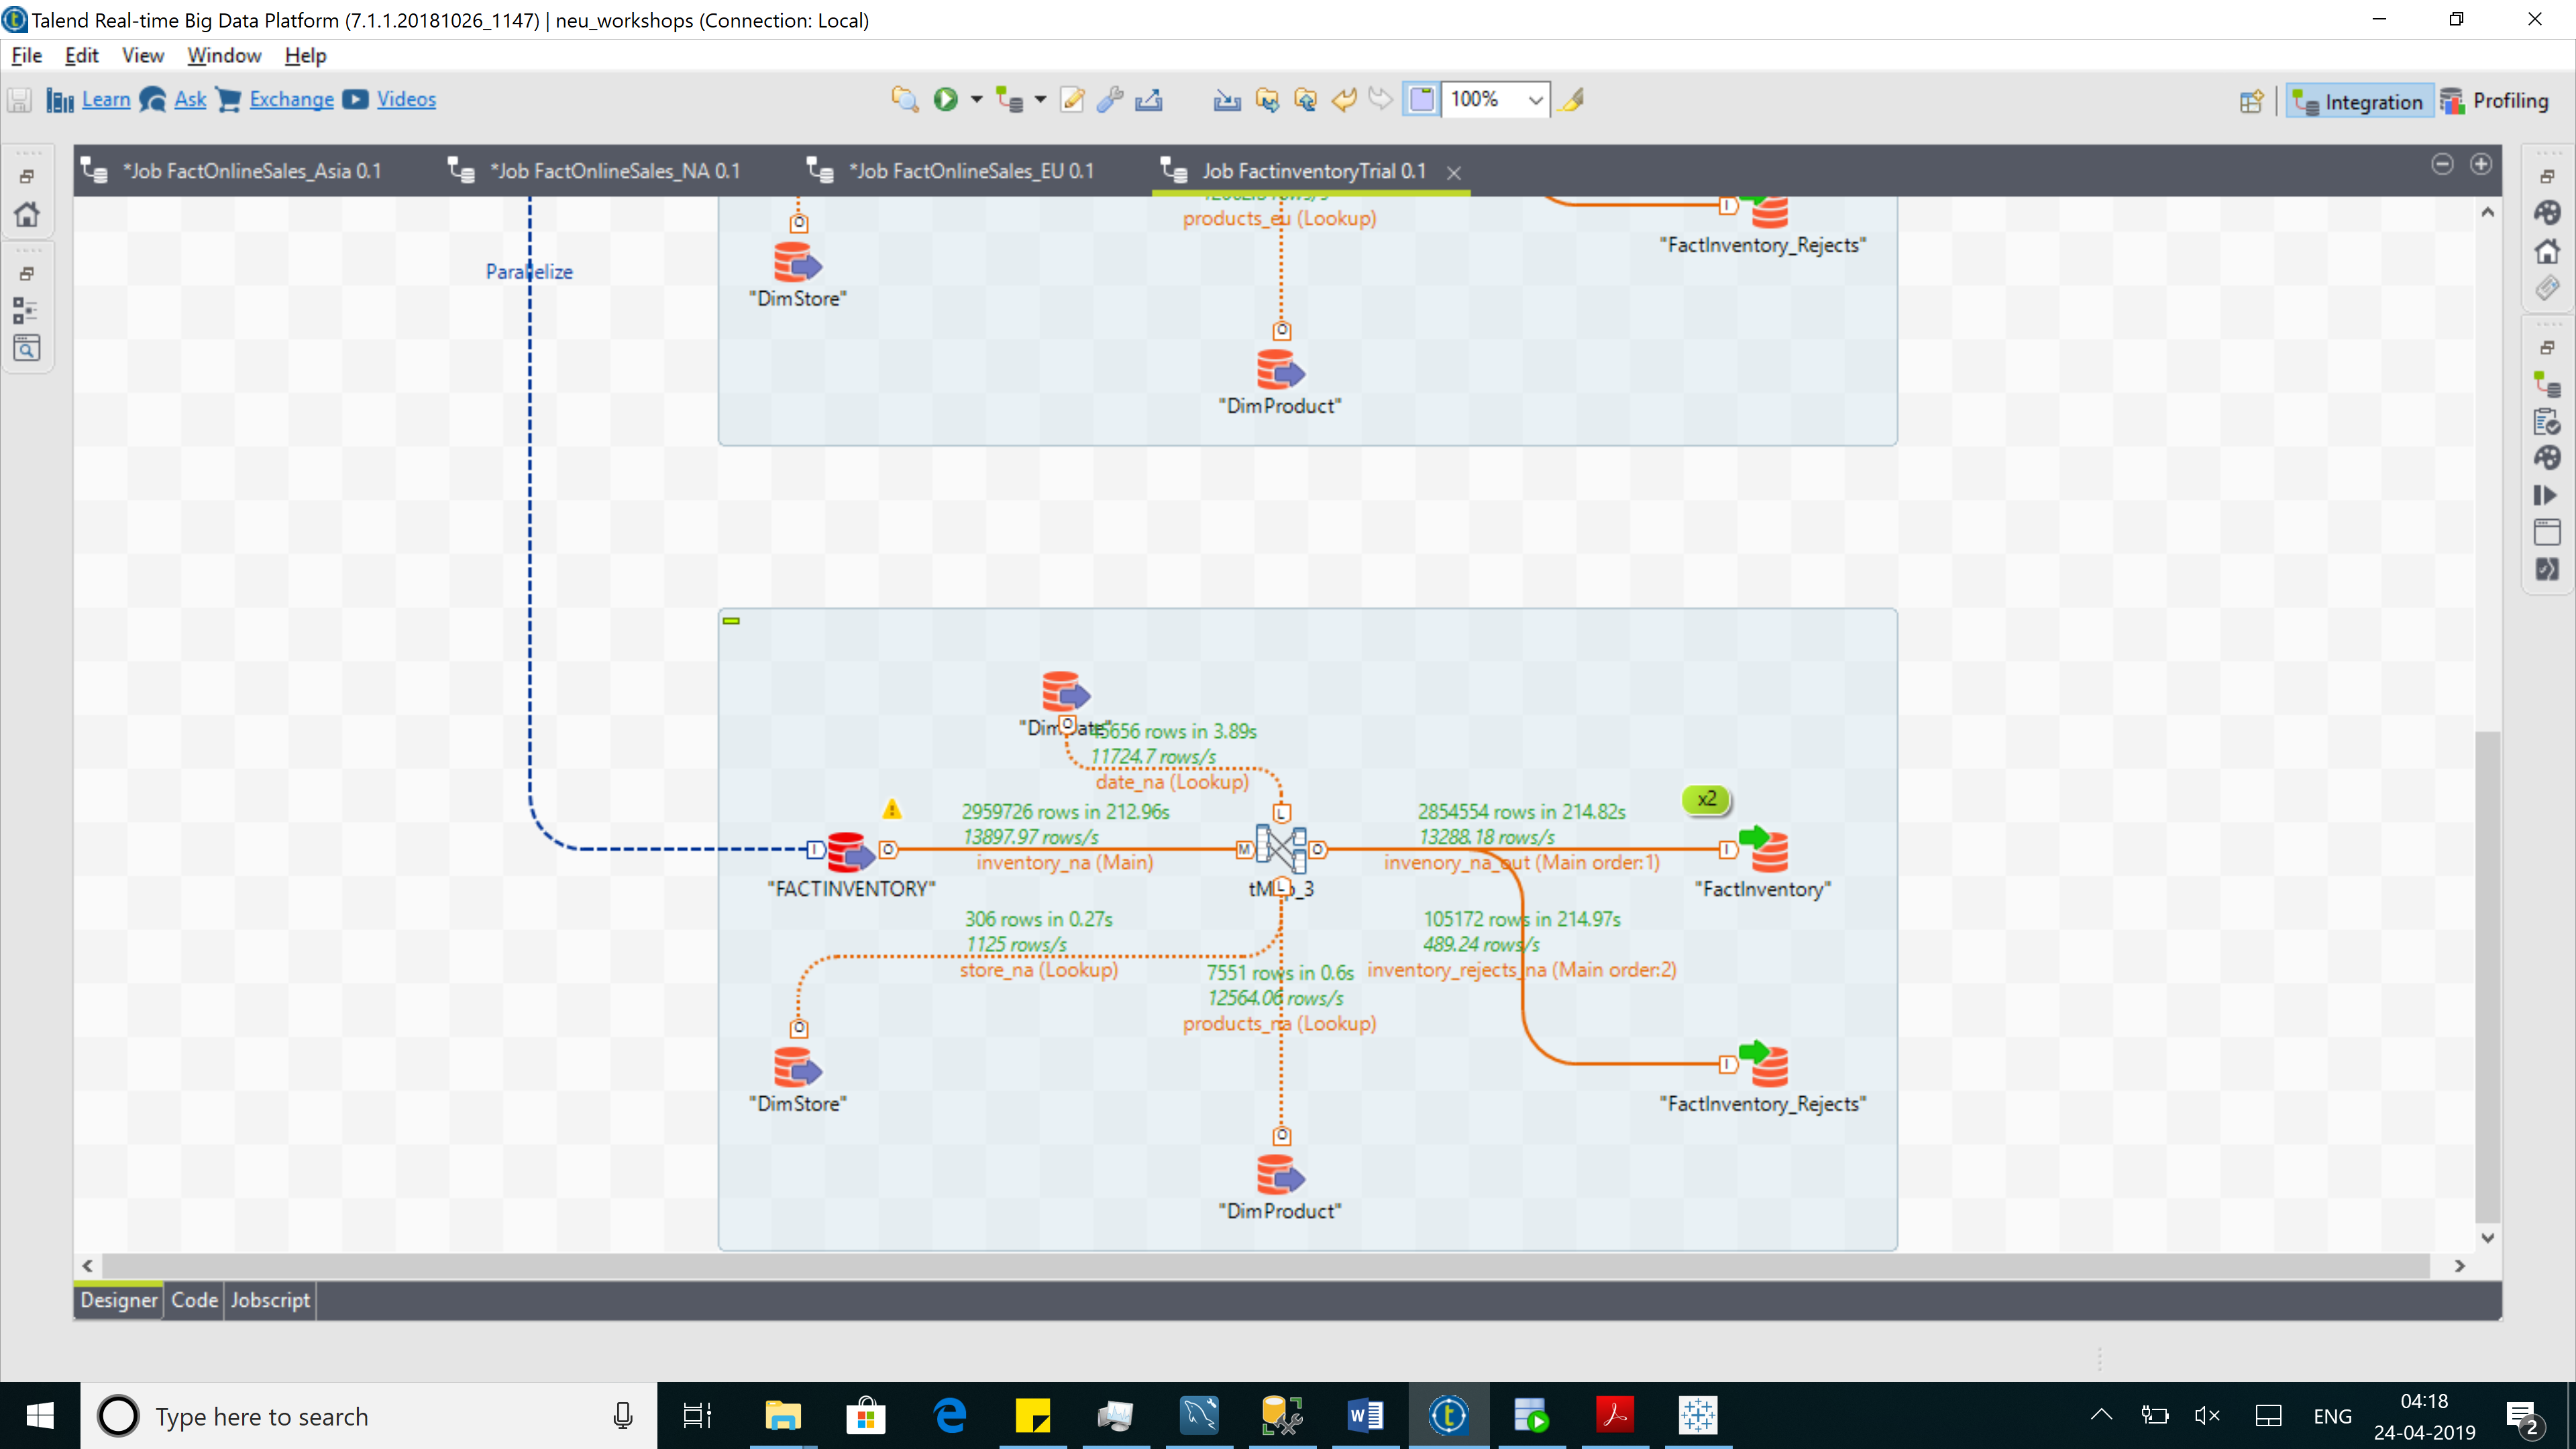 Talend Real-time Big Data Platform (7.1.1.20181026_1147) | neu_workshops (Connection: Local)
File Edit View Window Help
Learn Ask Exchange Videos 100% Integration Profiling
*Job FactOnlineSales_Asia 0.1 *Job FactOnlineSales_NA 0.1 *Job FactOnlineSales_EU 0.1 Job FactinventoryTrial 0.1
products_eu (Lookup)
"FactInventory_Rejects"
Parallelize
"DimStore"
"DimProduct"
"DimDate"
45656 rows in 3.89s
11724.7 rows/s
date_na (Lookup)
2959726 rows in 212.96s
13897.97 rows/s
inventory_na (Main)
2854554 rows in 214.82s
13288.18 rows/s
invenory_na_out (Main order:1)
x2
"FACTINVENTORY"
tMap_3
"FactInventory"
306 rows in 0.27s
1125 rows/s
store_na (Lookup)
105172 rows in 214.97s
489.24 rows/s
inventory_rejects_na (Main order:2)
7551 rows in 0.6s
12564.06 rows/s
products_na (Lookup)
"DimStore"
"FactInventory_Rejects"
"DimProduct"
Designer Code Jobscript
Type here to search
ENG
04:18
24-04-2019
2